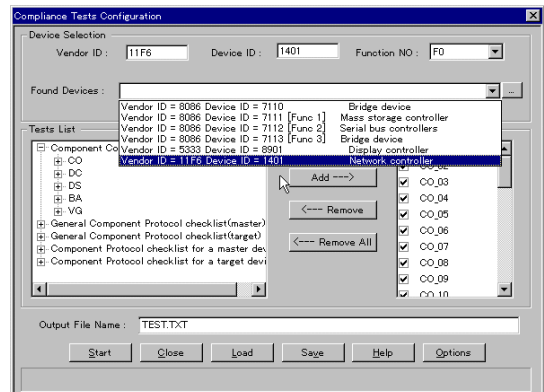 Compliance Tests Configuration
Device Selection
Vendor ID : 11F6 Device ID : 1401 Function NO : F0
Found Devices : ...
Vendor ID = 8086 Device ID = 7110 Bridge device
Vendor ID = 8086 Device ID = 7111 [Func 1] Mass storage controller
Vendor ID = 8086 Device ID = 7112 [Func 2] Serial bus controllers
Vendor ID = 8086 Device ID = 7113 [Func 3] Bridge device
Vendor ID = 5333 Device ID = 8901 Display controller
Vendor ID = 11F6 Device ID = 1401 Network controller
Tests List
Component Co
CO
DC
DS
BA
VG
General Component Protocol checklist(master)
General Component Protocol checklist(target)
Component Protocol checklist for a master dev
Component Protocol checklist for a target devi
Add --->
<--- Remove
<--- Remove All
CO_02
CO_03
CO_04
CO_05
CO_06
CO_07
CO_08
CO_09
CO_10
Output File Name : TEST.TXT
Start Close Load Save Help Options